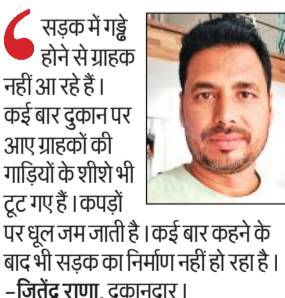 सड़क में गड्ढे
होने से ग्राहक
नहीं आ रहे हैं।
कई बार दुकान पर
आए ग्राहकों की
गाड़ियों के शीशे भी
टूट गए हैं। कपड़ों
पर धूल जम जाती है। कई बार कहने के
बाद भी सड़क का निर्माण नहीं हो रहा है।
–जितेंद्र राणा, दुकानदार।